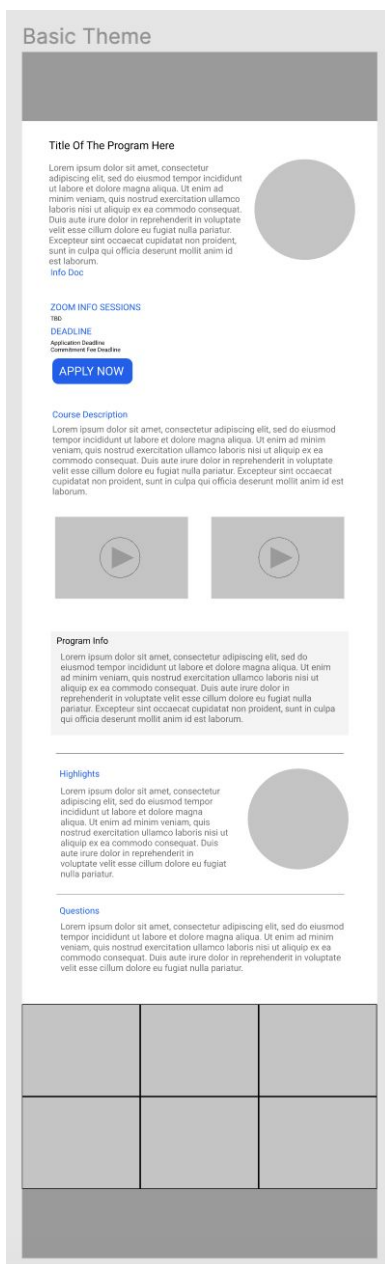 Basic Theme
Title Of The Program Here
Lorem ipsum dolor sit amet, consectetur
adipiscing elit, sed do eiusmod tempor incididunt
ut labore et dolore magna aliqua. Ut enim ad
minim veniam, quis nostrud exercitation ullamco
laboris nisi ut aliquip ex ea commodo consequat.
Duis aute irure dolor in reprehenderit in voluptate
velit esse cillum dolore eu fugiat nulla pariatur.
Excepteur sint occaecat cupidatat non proident,
sunt in culpa qui officia deserunt mollit anim id
est laborum.
Info Doc
ZOOM INFO SESSIONS
TBD
DEADLINE
Application Deadline
Commitment Fee Deadline
APPLY NOW
Course Description
Lorem ipsum dolor sit amet, consectetur adipiscing elit, sed do eiusmod
tempor incididunt ut labore et dolore magna aliqua. Ut enim ad minim
veniam, quis nostrud exercitation ullamco laboris nisi ut aliquip ex ea
commodo consequat. Duis aute irure dolor in reprehenderit in voluptate
velit esse cillum dolore eu fugiat nulla pariatur. Excepteur sint occaecat
cupidatat non proident, sunt in culpa qui officia deserunt mollit anim id est
laborum.
Program Info
Lorem ipsum dolor sit amet, consectetur adipiscing elit, sed do
eiusmod tempor incididunt ut labore et dolore magna aliqua. Ut enim
ad minim veniam, quis nostrud exercitation ullamco laboris nisi ut
aliquip ex ea commodo consequat. Duis aute irure dolor in
reprehenderit in voluptate velit esse cillum dolore eu fugiat nulla
pariatur. Excepteur sint occaecat cupidatat non proident, sunt in culpa
qui officia deserunt mollit anim id est laborum.
Highlights
Lorem ipsum dolor sit amet, consectetur
adipiscing elit, sed do eiusmod tempor
incididunt ut labore et dolore magna
aliqua. Ut enim ad minim veniam, quis
nostrud exercitation ullamco laboris nisi ut
aliquip ex ea commodo consequat. Duis
aute irure dolor in reprehenderit in
voluptate velit esse cillum dolore eu fugiat
nulla pariatur.
Questions
Lorem ipsum dolor sit amet, consectetur adipiscing elit, sed do eiusmod
tempor incididunt ut labore et dolore magna aliqua. Ut enim ad minim
veniam, quis nostrud exercitation ullamco laboris nisi ut aliquip ex ea
commodo consequat. Duis aute irure dolor in reprehenderit in voluptate
velit esse cillum dolore eu fugiat nulla pariatur.